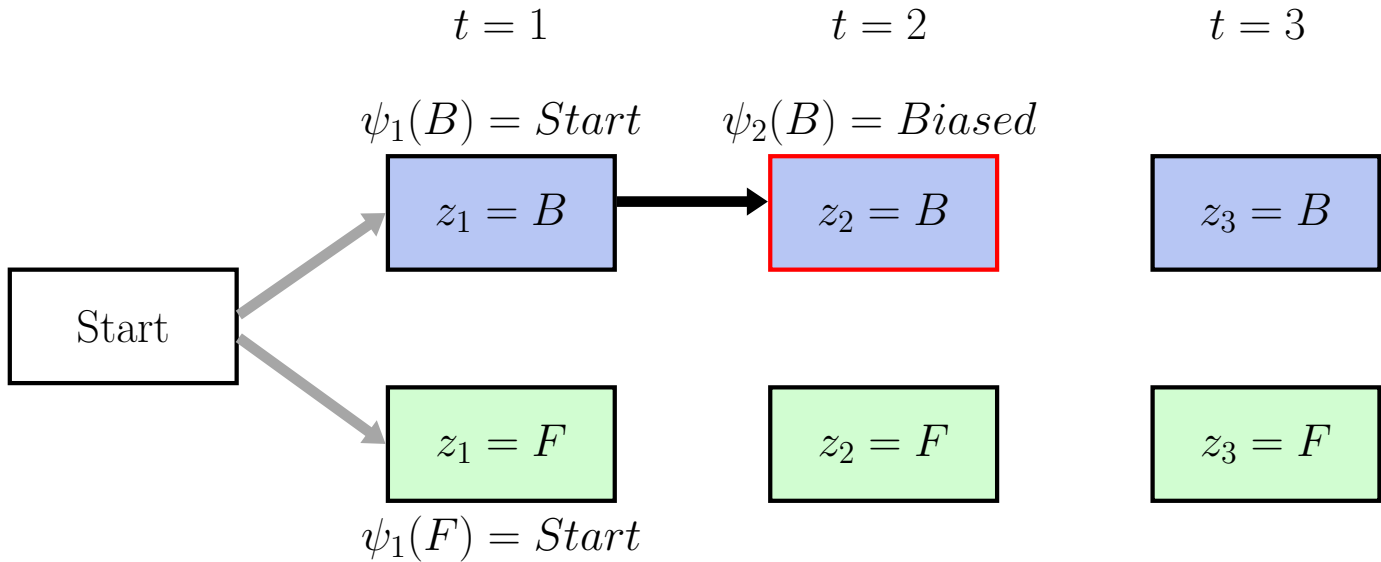 t = 1
t = 2
t = 3
ψ₁(B) = Start
ψ₂(B) = Biased
z₁ = B
z₂ = B
z₃ = B
Start
z₁ = F
z₂ = F
z₃ = F
ψ₁(F) = Start